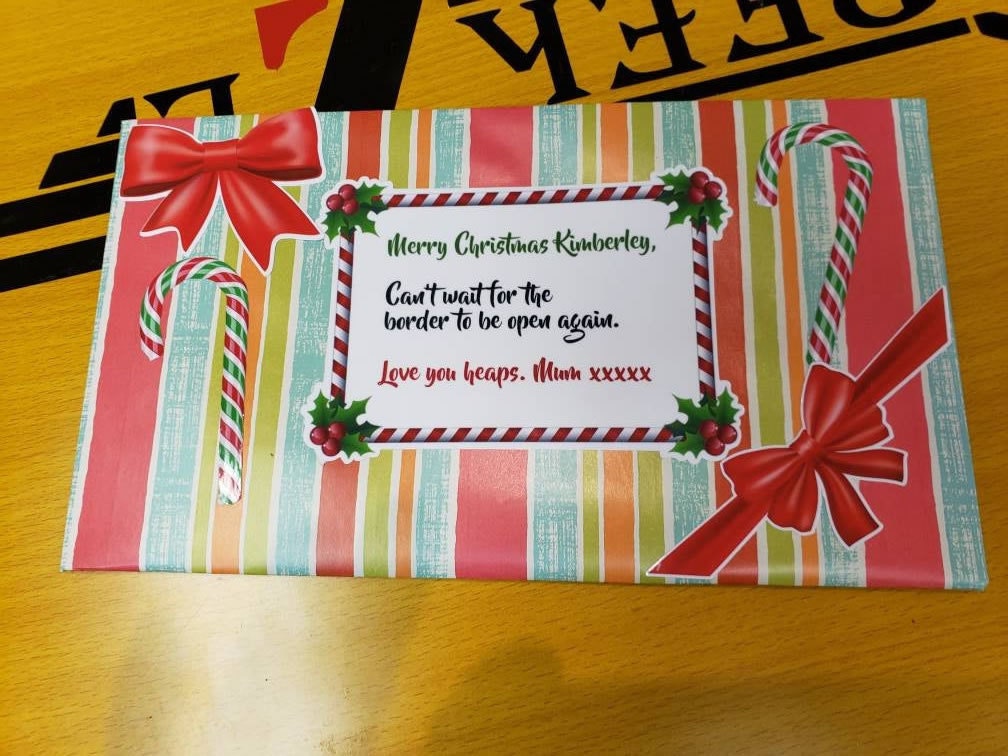 Merry Christmas Kimberley,
Can't wait for the
border to be open again.
Love you heaps. Mum xxxxx